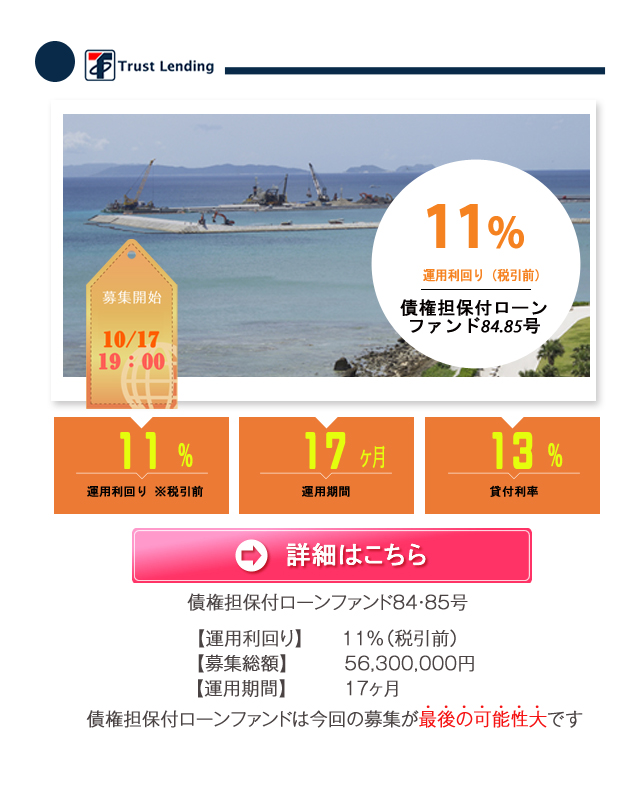 Trust Lending
11%
運用利回り（税引前）
債権担保付ローン
ファンド84.85号
募集開始
10/17
19：00
11 %
運用利回り ※税引前
17 ヶ月
運用期間
13 %
貸付利率
詳細はこちら
債権担保付ローンファンド84・85号
【運用利回り】 11%（税引前）
【募集総額】 56,300,000円
【運用期間】 17ヶ月
債権担保付ローンファンドは今回の募集が最後の可能性大です